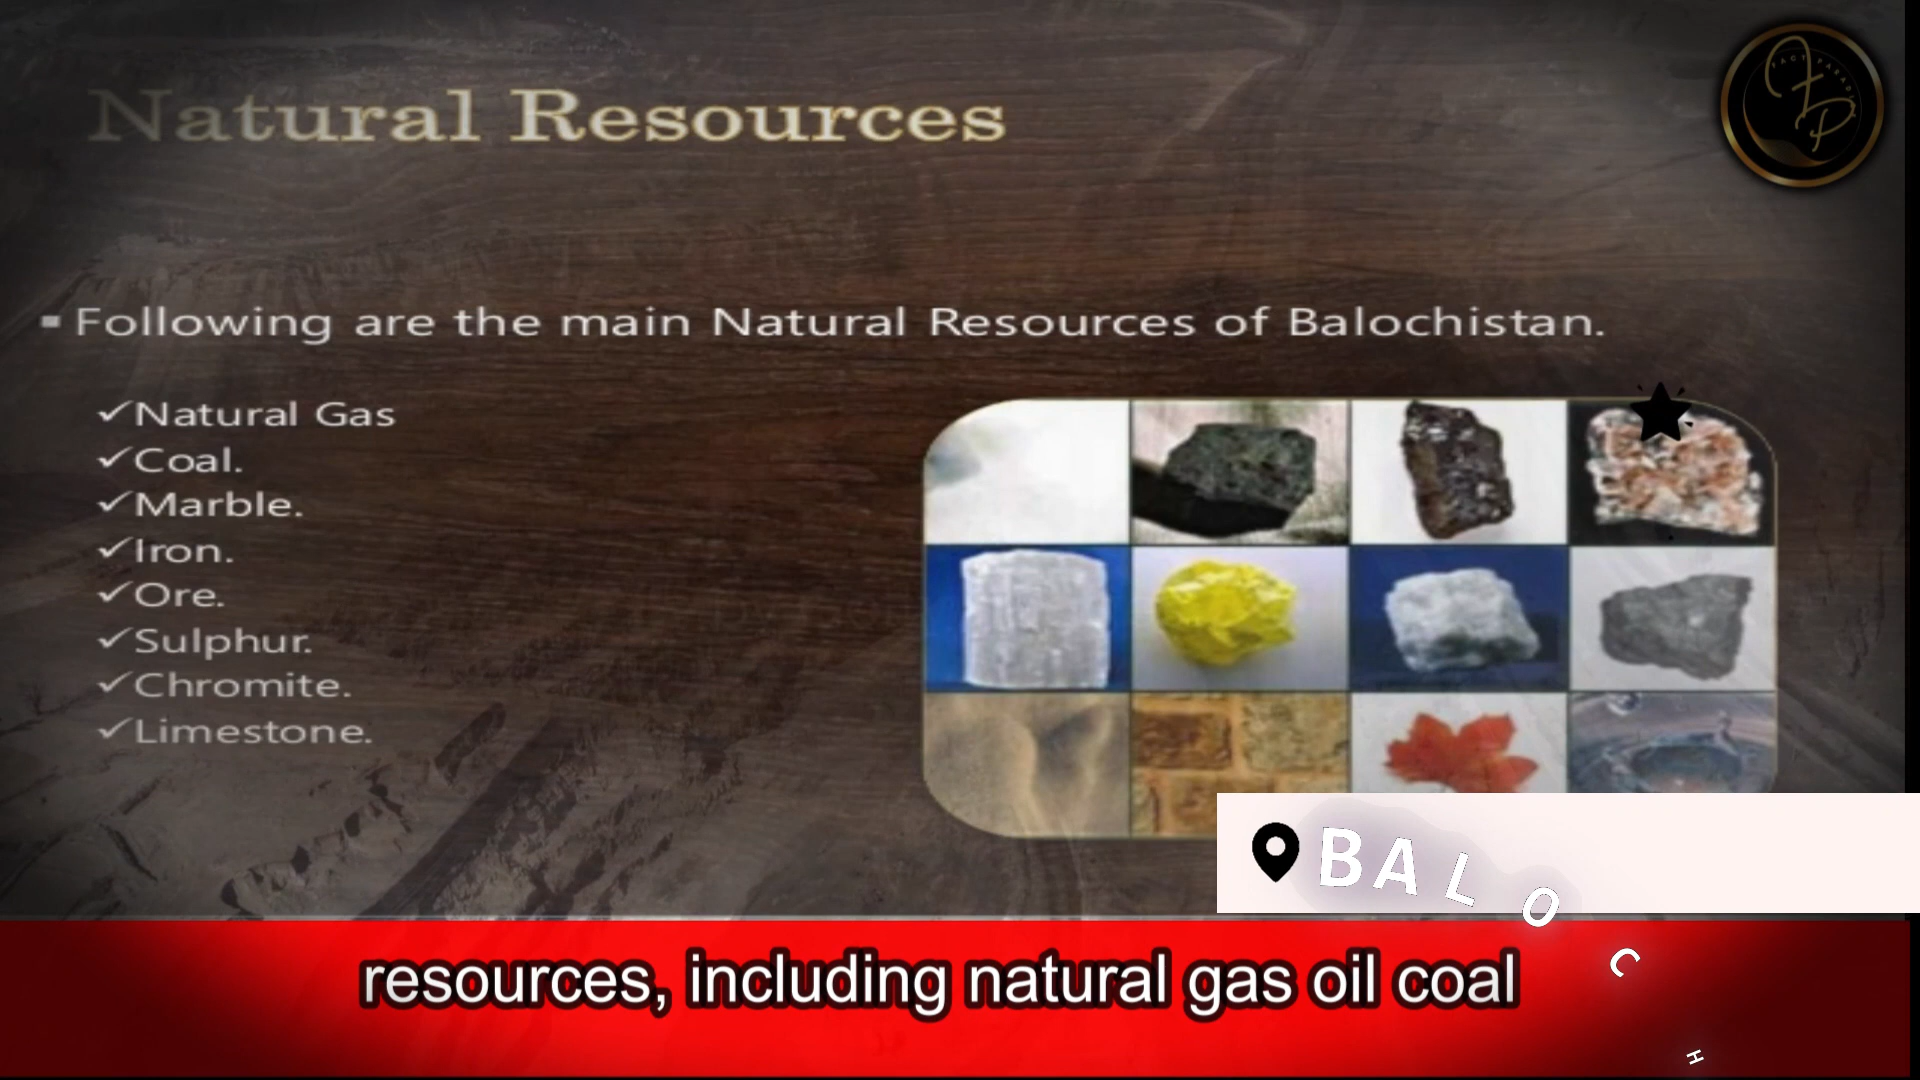 Natural Resources
▪ Following are the main Natural Resources of Balochistan.
✓Natural Gas
✓Coal.
✓Marble.
✓Iron.
✓Ore.
✓Sulphur.
✓Chromite.
✓Limestone.
BALOCH
resources, including natural gas oil coal